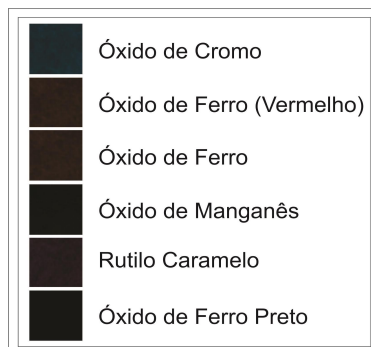 Óxido de Cromo
Óxido de Ferro (Vermelho)
Óxido de Ferro
Óxido de Manganês
Rutilo Caramelo
Óxido de Ferro Preto